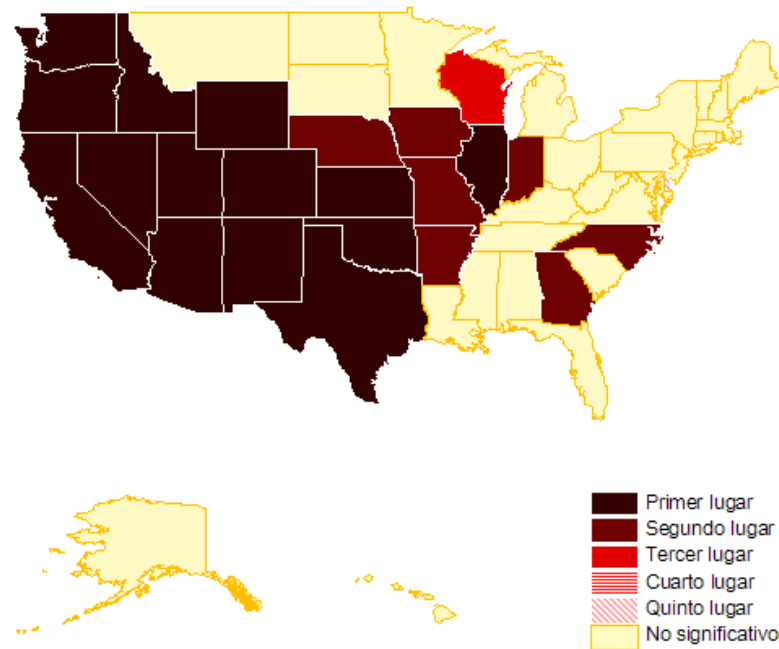 Primer lugar
Segundo lugar
Tercer lugar
Cuarto lugar
Quinto lugar
No significativo